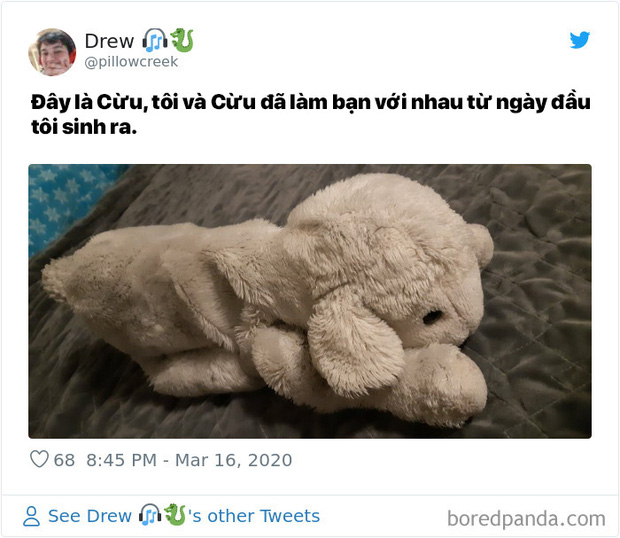 Drew 🎧🐉
@pillowcreek
Đây là Cừu, tôi và Cừu đã làm bạn với nhau từ ngày đầu
tôi sinh ra.
68 8:45 PM - Mar 16, 2020
See Drew 🎧🐉's other Tweets
boredpanda.com